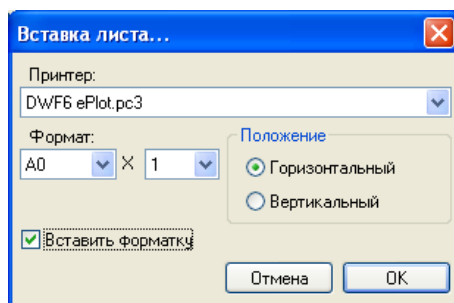 Вставка листа...
Принтер:
DWF6 ePlot.pc3
Формат:
A0 X 1
Положение
Горизонтальный
Вертикальный
Вставить форматку
Отмена OK